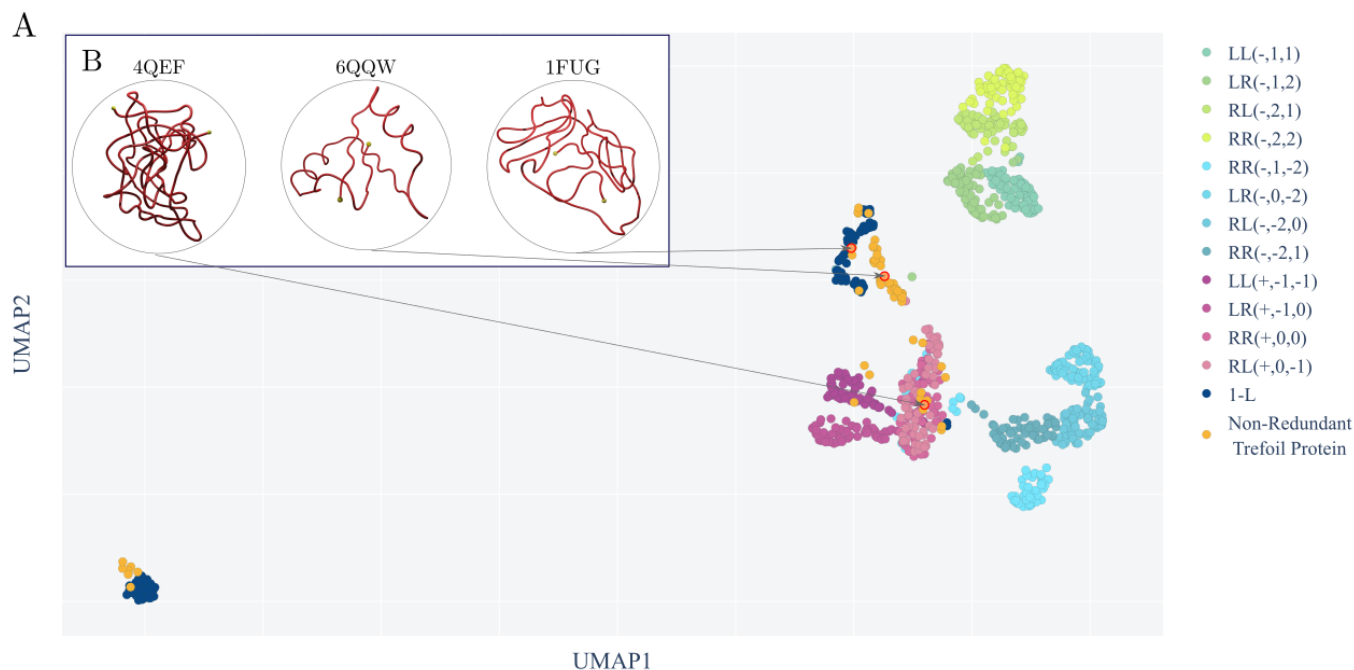 A
B
4QEF
6QQW
1FUG
UMAP2
UMAP1
LL(-,1,1)
LR(-,1,2)
RL(-,2,1)
RR(-,2,2)
RR(-,1,-2)
LR(-,0,-2)
RL(-,-2,0)
RR(-,-2,1)
LL(+,-1,-1)
LR(+,-1,0)
RR(+,0,0)
RL(+,0,-1)
1-L
Non-Redundant
Trefoil Protein